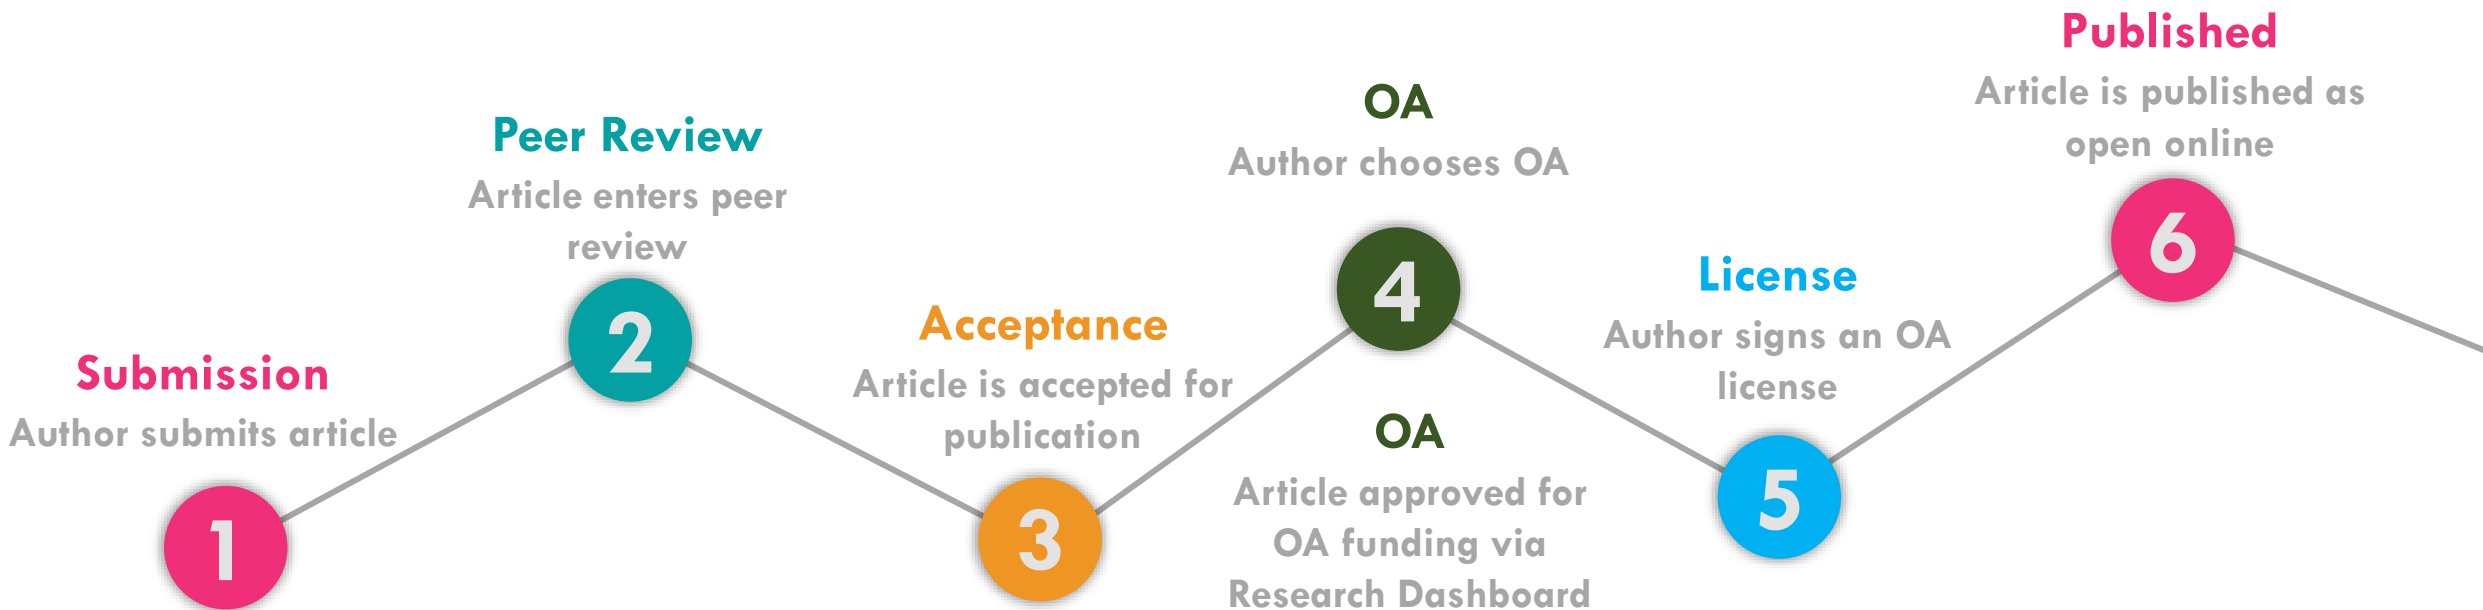 Submission
Author submits article
1
Peer Review
Article enters peer
review
2
Acceptance
Article is accepted for
publication
3
OA
Author chooses OA
4
OA
Article approved for
OA funding via
Research Dashboard
License
Author signs an OA
license
5
Published
Article is published as
open online
6